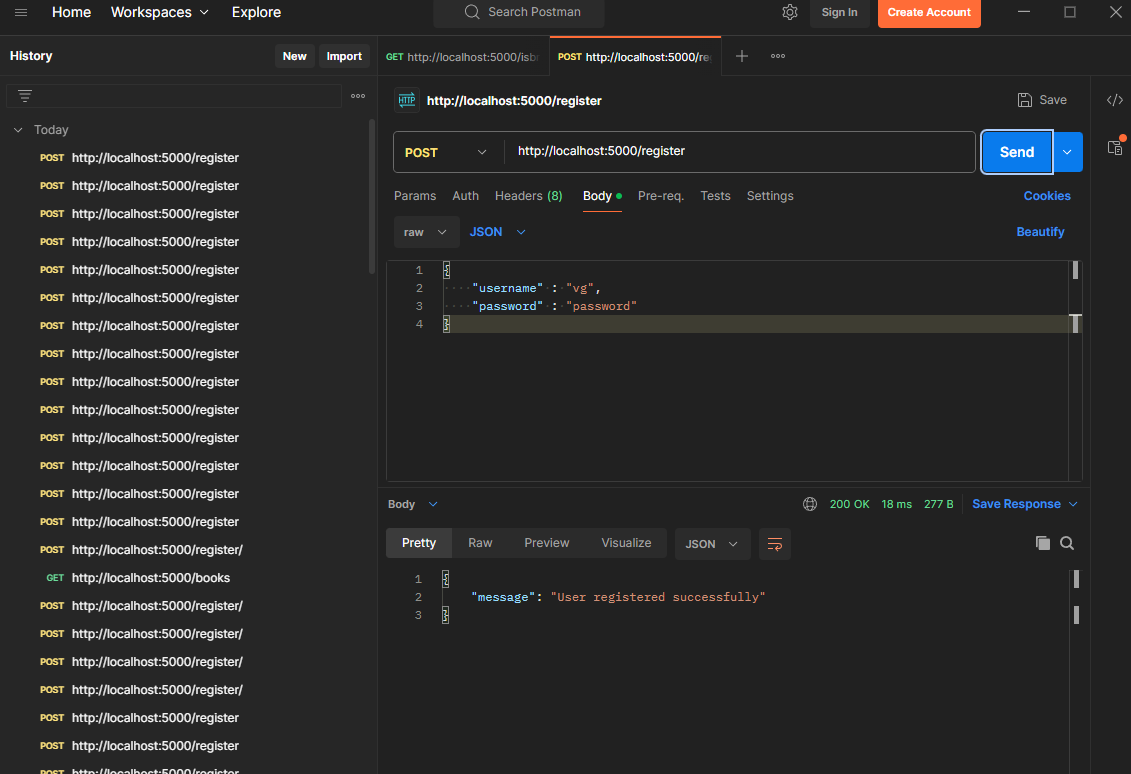 Home Workspaces Explore Search Postman Sign In Create Account
History New Import
GET http://localhost:5000/isbn
POST http://localhost:5000/re
Today
POST http://localhost:5000/register
POST http://localhost:5000/register
POST http://localhost:5000/register
POST http://localhost:5000/register
POST http://localhost:5000/register
POST http://localhost:5000/register
POST http://localhost:5000/register
POST http://localhost:5000/register
POST http://localhost:5000/register
POST http://localhost:5000/register
POST http://localhost:5000/register
POST http://localhost:5000/register
POST http://localhost:5000/register
POST http://localhost:5000/register
POST http://localhost:5000/register/
GET http://localhost:5000/books
POST http://localhost:5000/register/
POST http://localhost:5000/register/
POST http://localhost:5000/register/
POST http://localhost:5000/register/
POST http://localhost:5000/register
POST http://localhost:5000/register
POST http://localhost:5000/register
HTTP http://localhost:5000/register Save </>
POST http://localhost:5000/register Send
Params Auth Headers (8) Body Pre-req. Tests Settings Cookies
raw JSON Beautify
1 {
2 "username" : "vg",
3 "password" : "password"
4 }
Body 200 OK 18 ms 277 B Save Response
Pretty Raw Preview Visualize JSON
1 {
2 "message": "User registered successfully"
3 }